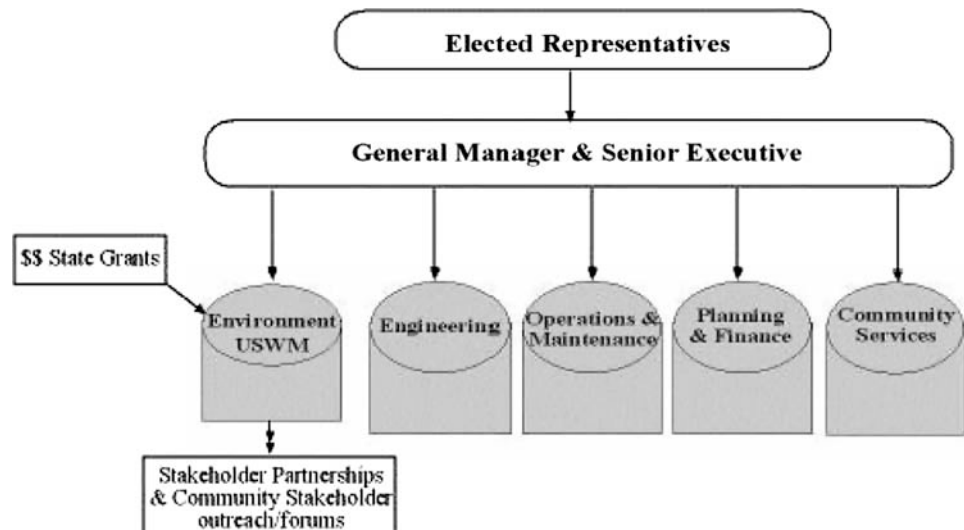 Elected Representatives
General Manager & Senior Executive
$$ State Grants
Environment
USWM
Engineering
Operations &
Maintenance
Planning
& Finance
Community
Services
Stakeholder Partnerships
& Community Stakeholder
outreach/forums